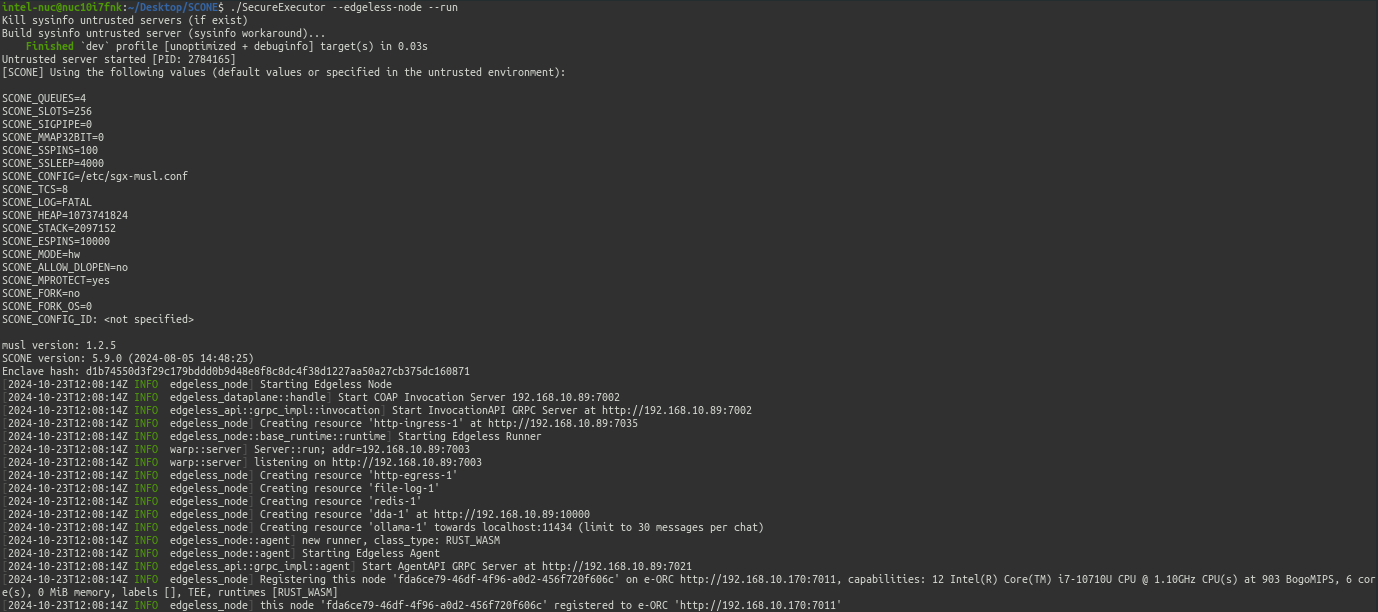 intel-nuc@nuc10i7fnk:~/Desktop/SCONE$ ./SecureExecutor --edgeless-node --run
Kill sysinfo untrusted servers (if exist)
Build sysinfo untrusted server (sysinfo workaround)...
    Finished `dev` profile [unoptimized + debuginfo] target(s) in 0.03s
Untrusted server started [PID: 2784165]
[SCONE] Using the following values (default values or specified in the untrusted environment):
SCONE_QUEUES=4
SCONE_SLOTS=256
SCONE_SIGPIPE=0
SCONE_MMAP32BIT=0
SCONE_SSPINS=100
SCONE_SSLEEP=4000
SCONE_CONFIG=/etc/sgx-musl.conf
SCONE_TCS=8
SCONE_LOG=FATAL
SCONE_HEAP=1073741824
SCONE_STACK=2097152
SCONE_ESPINS=10000
SCONE_MODE=hw
SCONE_ALLOW_DLOPEN=no
SCONE_MPROTECT=yes
SCONE_FORK=no
SCONE_FORK_OS=0
SCONE_CONFIG_ID: <not specified>
musl version: 1.2.5
SCONE version: 5.9.0 (2024-08-05 14:48:25)
Enclave hash: d1b74550d3f29c179bddd0b9d48e8f8c8dc4f38d1227aa50a27cb375dc160871
[2024-10-23T12:08:14Z INFO  edgeless_node] Starting Edgeless Node
[2024-10-23T12:08:14Z INFO  edgeless_dataplane::handle] Start COAP Invocation Server 192.168.10.89:7002
[2024-10-23T12:08:14Z INFO  edgeless_api::grpc_impl::invocation] Start InvocationAPI GRPC Server at http://192.168.10.89:7002
[2024-10-23T12:08:14Z INFO  edgeless_node] Creating resource 'http-ingress-1' at http://192.168.10.89:7035
[2024-10-23T12:08:14Z INFO  edgeless_node::base_runtime::runtime] Starting Edgeless Runner
[2024-10-23T12:08:14Z INFO  warp::server] Server::run; addr=192.168.10.89:7003
[2024-10-23T12:08:14Z INFO  warp::server] listening on http://192.168.10.89:7003
[2024-10-23T12:08:14Z INFO  edgeless_node] Creating resource 'http-egress-1'
[2024-10-23T12:08:14Z INFO  edgeless_node] Creating resource 'file-log-1'
[2024-10-23T12:08:14Z INFO  edgeless_node] Creating resource 'redis-1'
[2024-10-23T12:08:14Z INFO  edgeless_node] Creating resource 'dda-1' at http://192.168.10.89:10000
[2024-10-23T12:08:14Z INFO  edgeless_node] Creating resource 'ollama-1' towards localhost:11434 (limit to 30 messages per chat)
[2024-10-23T12:08:14Z INFO  edgeless_node::agent] new runner, class_type: RUST_WASM
[2024-10-23T12:08:14Z INFO  edgeless_node] Starting Edgeless Agent
[2024-10-23T12:08:14Z INFO  edgeless_api::grpc_impl::agent] Start AgentAPI GRPC Server at http://192.168.10.89:7021
[2024-10-23T12:08:14Z INFO  edgeless_node] Registering this node 'fda6ce79-46df-4f96-a0d2-456f720f606c' on e-ORC http://192.168.10.170:7011, capabilities: 12 Intel(R) Core(TM) i7-10710U CPU @ 1.10GHz CPU(s) at 903 BogoMIPS, 6 cor
e(s), 0 MiB memory, labels [], TEE, runtimes [RUST_WASM]
[2024-10-23T12:08:14Z INFO  edgeless_node] this node 'fda6ce79-46df-4f96-a0d2-456f720f606c' registered to e-ORC 'http://192.168.10.170:7011'